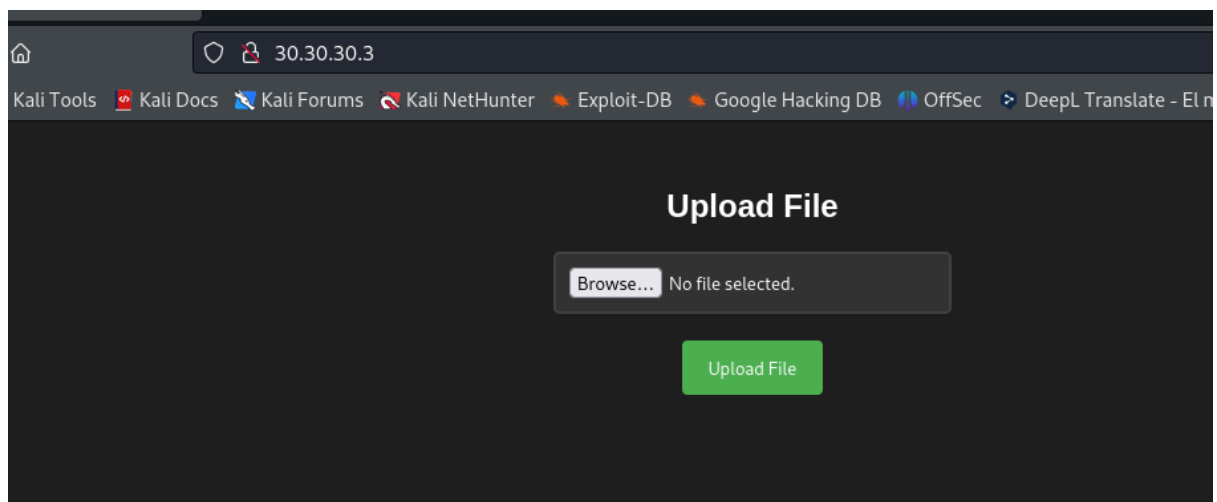 30.30.30.3
Kali Tools Kali Docs Kali Forums Kali NetHunter Exploit-DB Google Hacking DB OffSec DeepL Translate - El
Upload File
Browse... No file selected.
Upload File